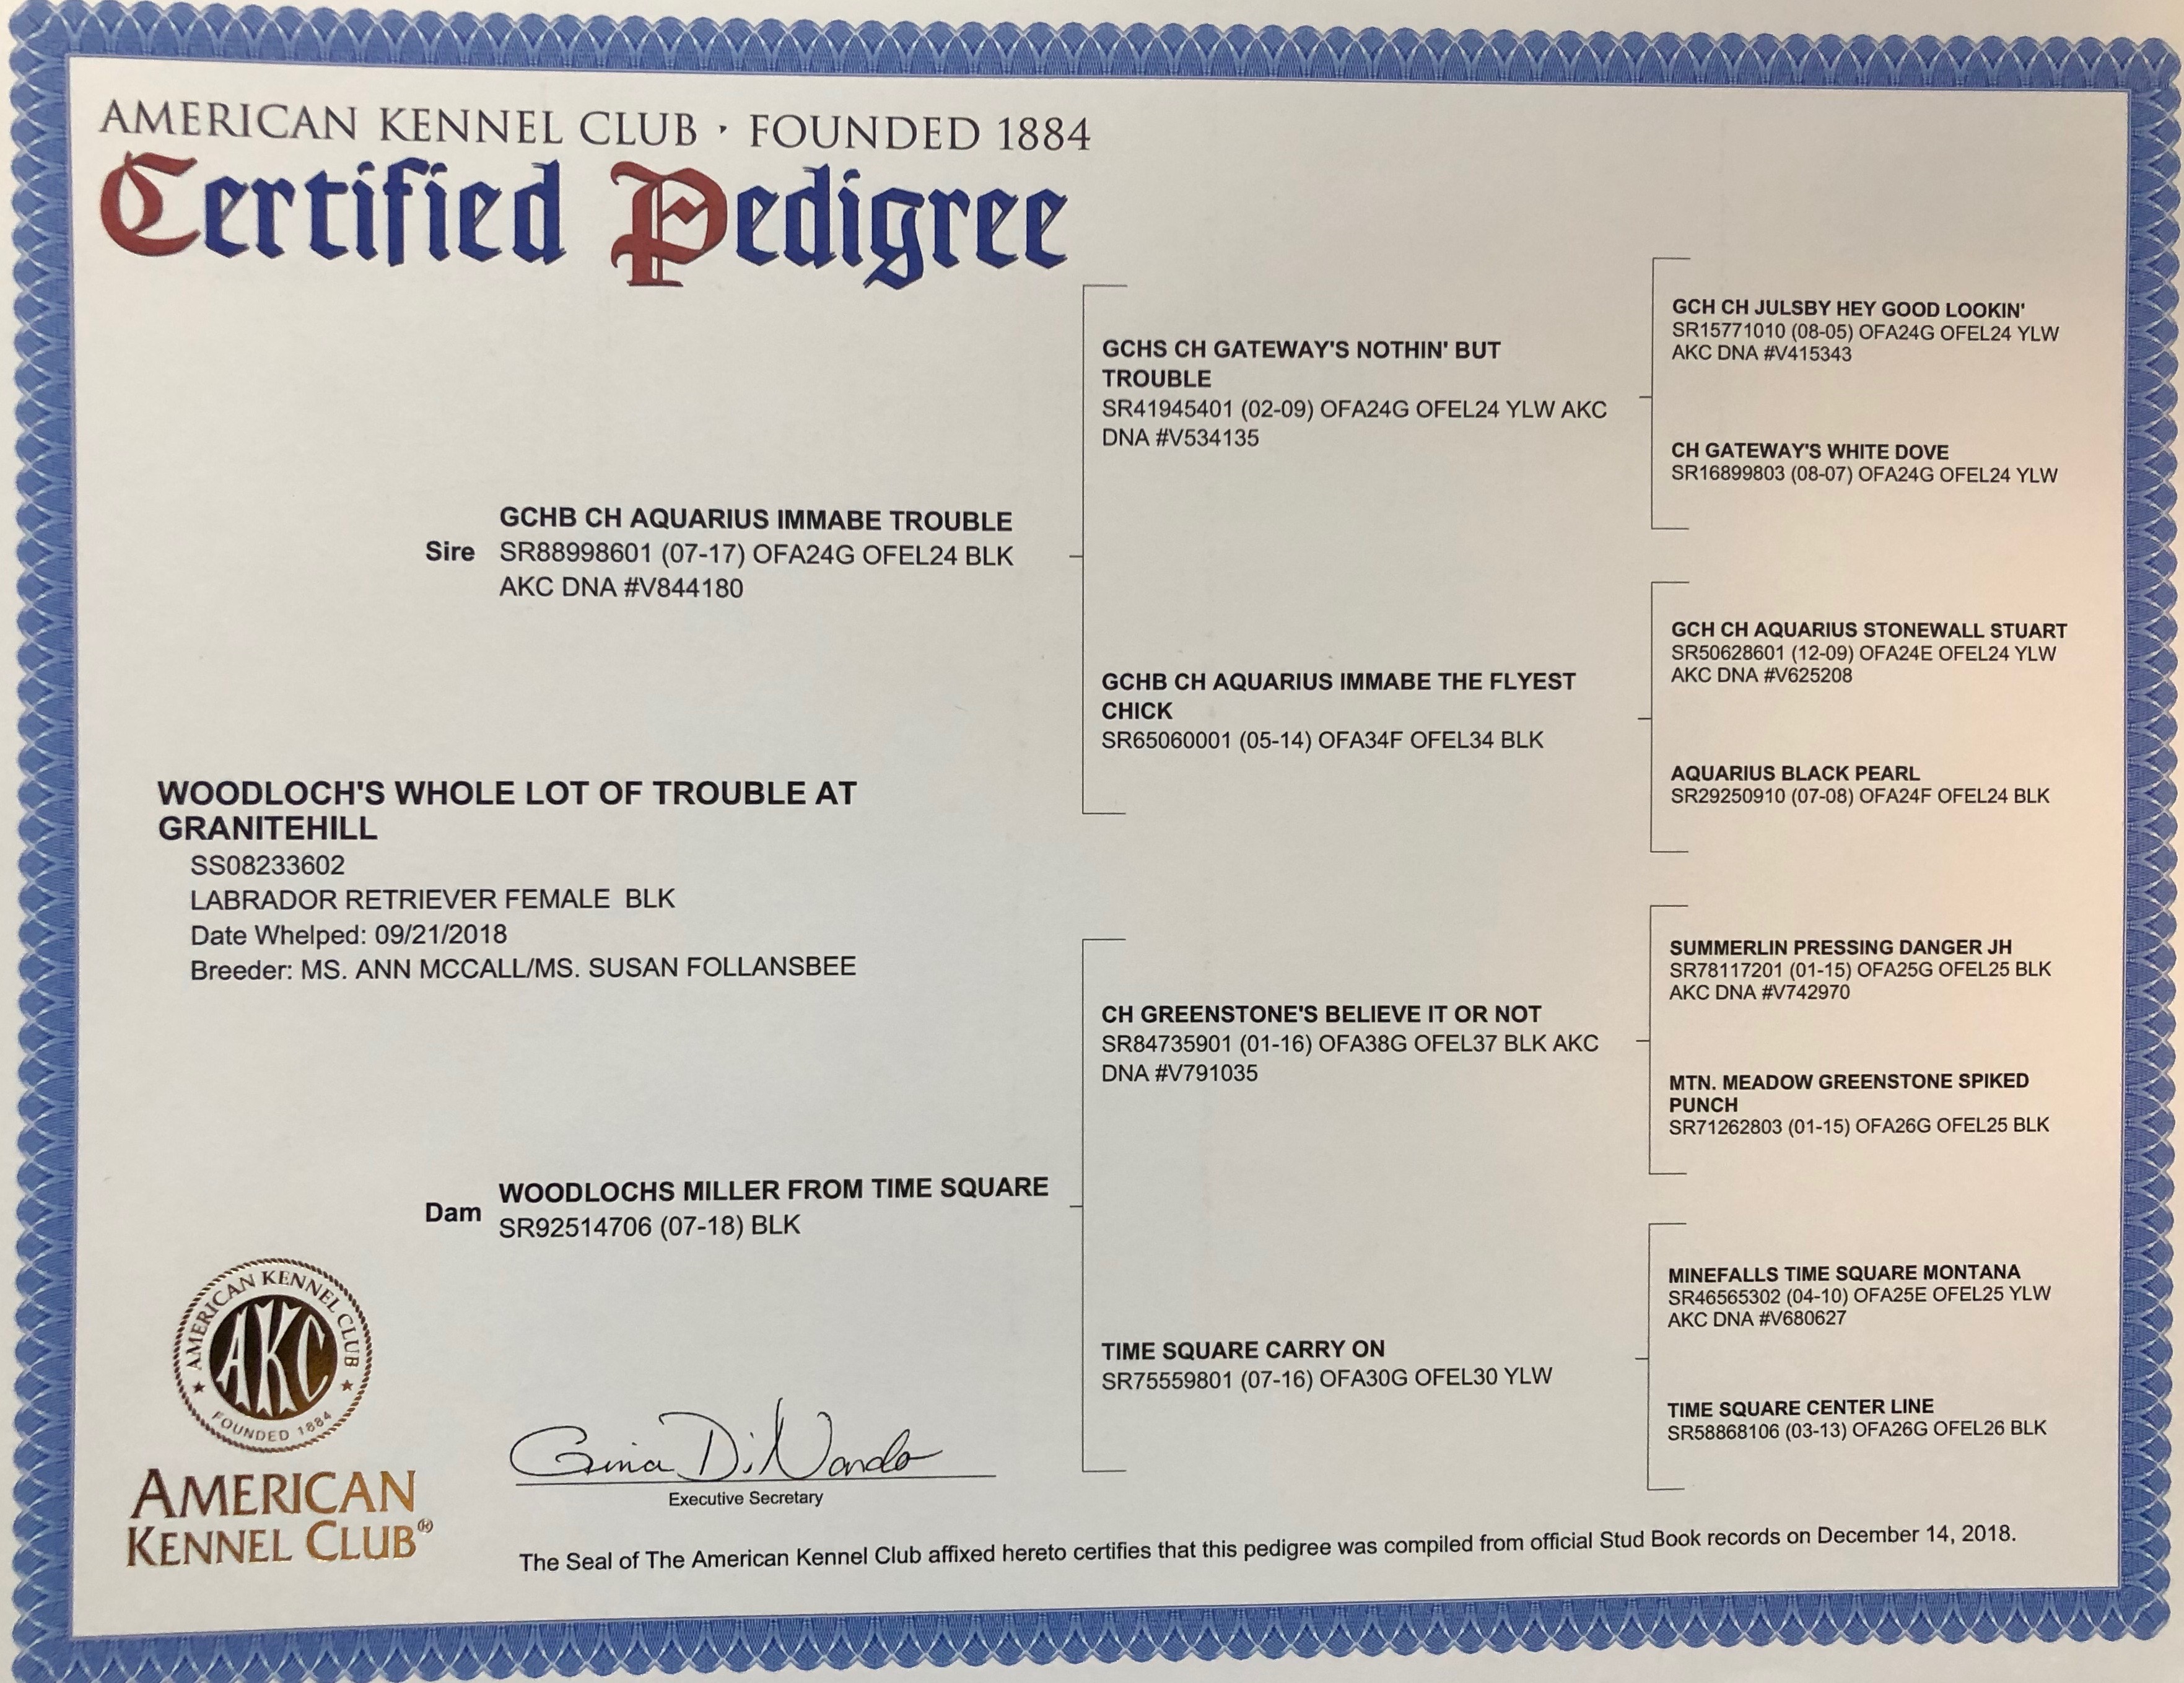 AMERICAN KENNEL CLUB · FOUNDED 1884
Certified Pedigree
GCH CH JULSBY HEY GOOD LOOKIN'
SR15771010 (08-05) OFA24G OFEL24 YLW
AKC DNA #V415343
GCHS CH GATEWAY'S NOTHIN' BUT
TROUBLE
SR41945401 (02-09) OFA24G OFEL24 YLW AKC
DNA #V534135
CH GATEWAY'S WHITE DOVE
SR16899803 (08-07) OFA24G OFEL24 YLW
GCHB CH AQUARIUS IMMABE TROUBLE
Sire SR88998601 (07-17) OFA24G OFEL24 BLK
AKC DNA #V844180
GCH CH AQUARIUS STONEWALL STUART
SR50628601 (12-09) OFA24E OFEL24 YLW
AKC DNA #V625208
GCHB CH AQUARIUS IMMABE THE FLYEST
CHICK
SR65060001 (05-14) OFA34F OFEL34 BLK
AQUARIUS BLACK PEARL
SR29250910 (07-08) OFA24F OFEL24 BLK
WOODLOCH'S WHOLE LOT OF TROUBLE AT
GRANITEHILL
SS08233602
LABRADOR RETRIEVER FEMALE BLK
Date Whelped: 09/21/2018
Breeder: MS. ANN MCCALL/MS. SUSAN FOLLANSBEE
SUMMERLIN PRESSING DANGER JH
SR78117201 (01-15) OFA25G OFEL25 BLK
AKC DNA #V742970
CH GREENSTONE'S BELIEVE IT OR NOT
SR84735901 (01-16) OFA38G OFEL37 BLK AKC
DNA #V791035
MTN. MEADOW GREENSTONE SPIKED
PUNCH
SR71262803 (01-15) OFA26G OFEL25 BLK
WOODLOCHS MILLER FROM TIME SQUARE
Dam SR92514706 (07-18) BLK
MINEFALLS TIME SQUARE MONTANA
SR46565302 (04-10) OFA25E OFEL25 YLW
AKC DNA #V680627
TIME SQUARE CARRY ON
SR75559801 (07-16) OFA30G OFEL30 YLW
TIME SQUARE CENTER LINE
SR58868106 (03-13) OFA26G OFEL26 BLK
AMERICAN KENNEL CLUB
AKC
FOUNDED 1884
AMERICAN
KENNEL CLUB®
Gina DiNardo
Executive Secretary
The Seal of The American Kennel Club affixed hereto certifies that this pedigree was compiled from official Stud Book records on December 14, 2018.